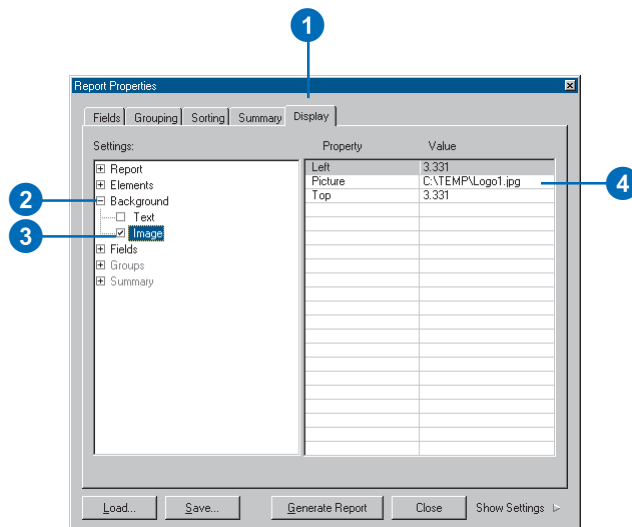 1
Report Properties
Fields Grouping Sorting Summary Display
Settings:
Property Value
Report
Elements
Background
Text
Image
Fields
Groups
Summary
Left 3.331
Picture C:\TEMP\Logo1.jpg
Top 3.331
2
3
4
Load... Save... Generate Report Close Show Settings